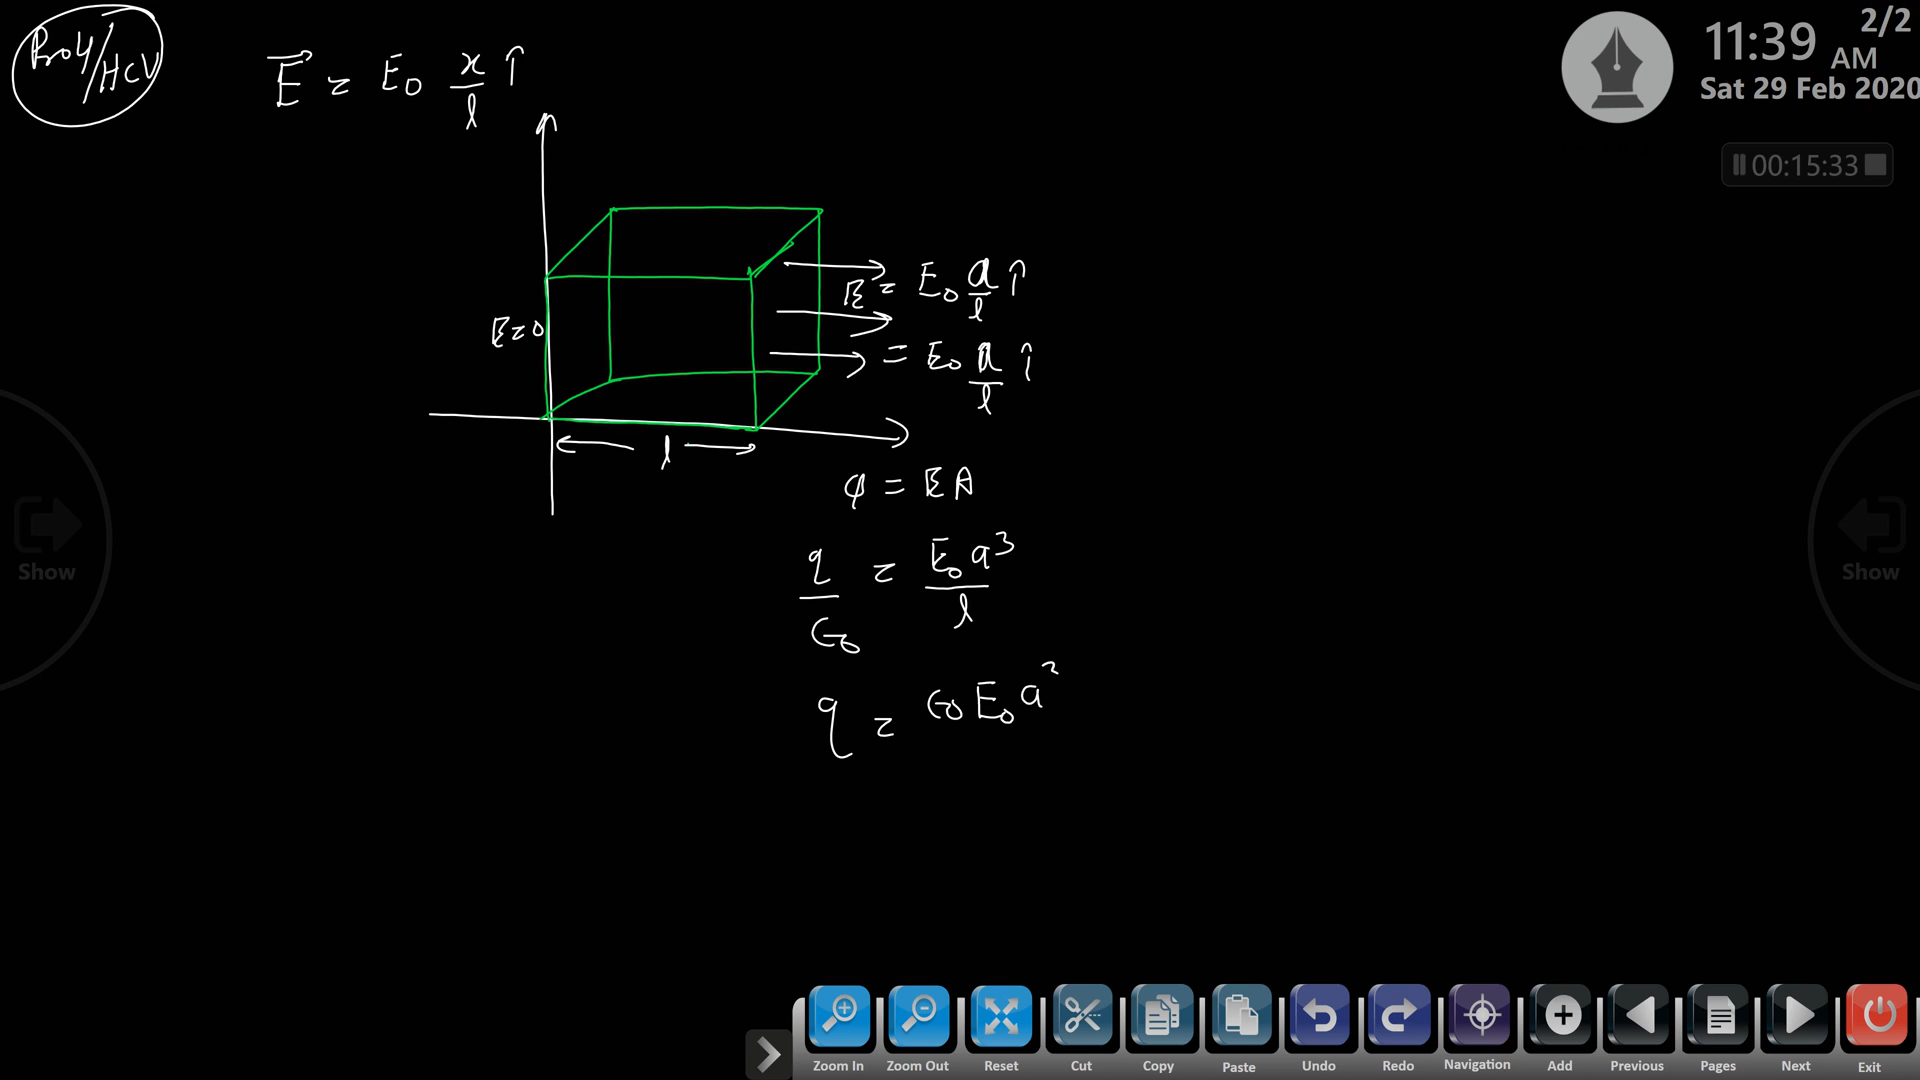 Pro4/HCV
E⃗ = E₀ x/l î
2/2
11:39 AM
Sat 29 Feb 2020
00:15:33
E = E₀ a/l î
E=0
= E₀ a/l î
l
φ = EA
Show
Show
q/ϵ₀ = E₀a³/l
q = ϵ₀E₀a²
Zoom In Zoom Out Reset Cut Copy Paste Undo Redo Navigation Add Previous Pages Next Exit